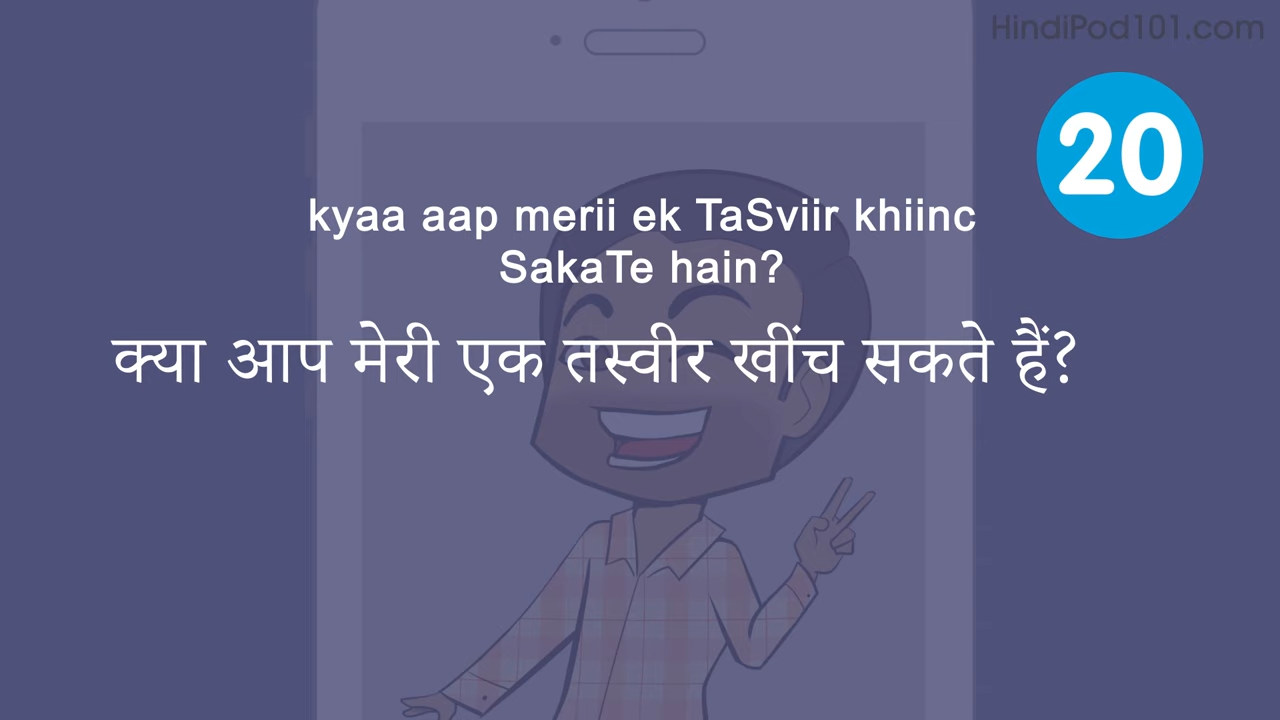 HindiPod101.com
20
kyaa aap merii ek TaSviir khiinc
SakaTe hain?
क्या आप मेरी एक तस्वीर खींच सकते हैं?